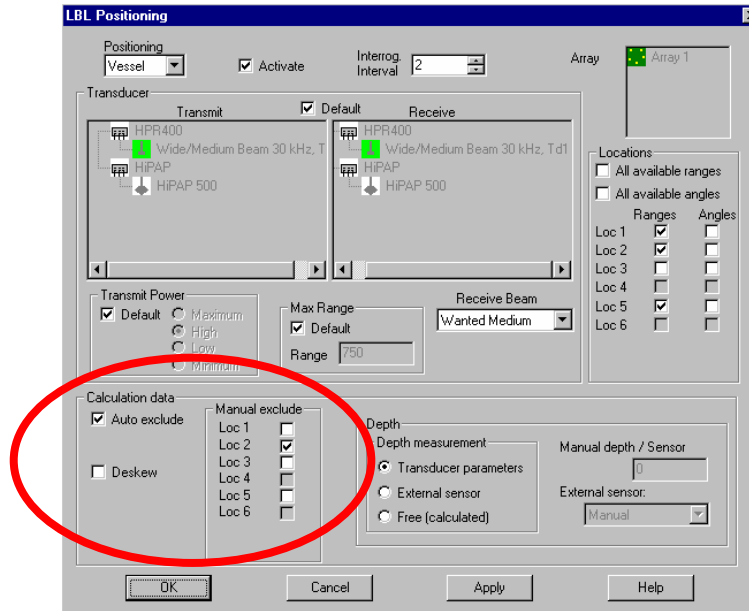 LBL Positioning
Positioning
Vessel
Activate
Interrog.
Interval
2
Array
Array 1
Transducer
Transmit
Default
Receive
HPR400
Wide/Medium Beam 30 kHz, T
HiPAP
HiPAP 500
HPR400
Wide/Medium Beam 30 kHz, Td1
HiPAP
HiPAP 500
Locations
All available ranges
All available angles
Ranges Angles
Loc 1
Loc 2
Loc 3
Loc 4
Loc 5
Loc 6
Transmit Power
Default
Maximum
High
Low
Minimum
Max Range
Default
Range 750
Receive Beam
Wanted Medium
Calculation data
Auto exclude
Deskew
Manual exclude
Loc 1
Loc 2
Loc 3
Loc 4
Loc 5
Loc 6
Depth
Depth measurement
Transducer parameters
External sensor
Free (calculated)
Manual depth / Sensor
0
External sensor:
Manual
OK
Cancel
Apply
Help